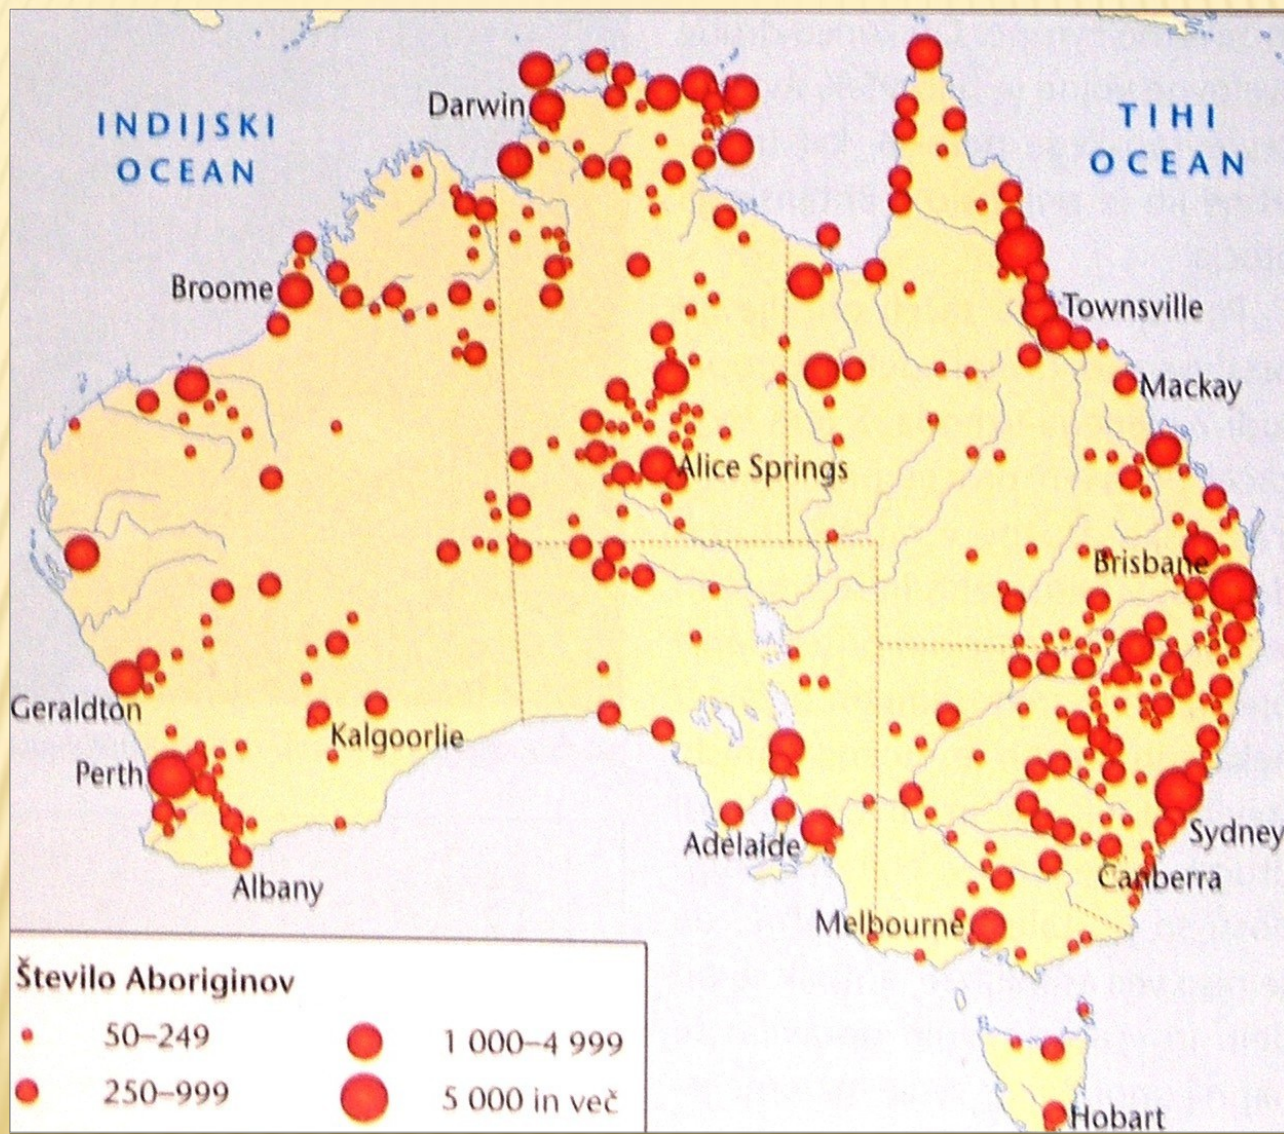 INDIJSKI
OCEAN
TIHI
OCEAN
Darwin
Broome
Townsville
Mackay
Alice Springs
Brisbane
Geraldton
Kalgoorlie
Perth
Albany
Adelaide
Sydney
Canberra
Melbourne
Hobart
Število Aboriginov
50–249
250–999
1 000–4 999
5 000 in več